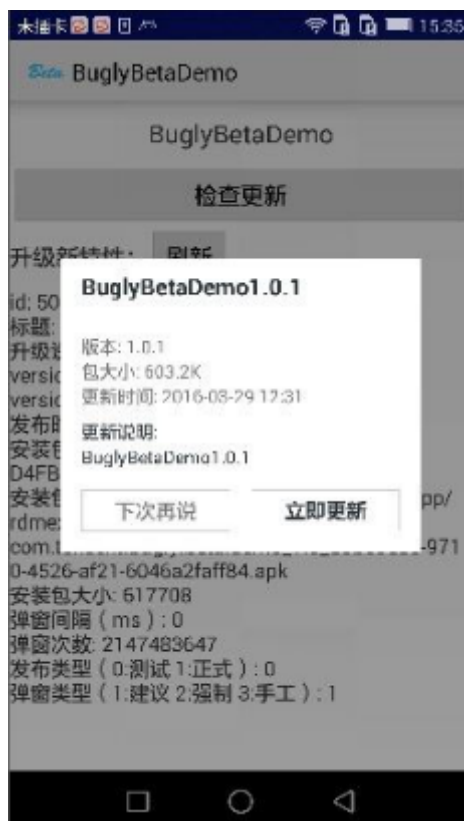 未插卡 15:35
Beta BuglyBetaDemo
BuglyBetaDemo
检查更新
升级新特性： 刷新
BuglyBetaDemo1.0.1
版本: 1.0.1
包大小: 603.2K
更新时间: 2016-03-29 12:31
更新说明:
BuglyBetaDemo1.0.1
下次再说 立即更新
id: 50
标题:
升级
versio
versio
发布时
安装包
D4FB
安装包 pp/
rdm
com.t -971
0-4526-af21-6046a2faff84.apk
安装包大小: 617708
弹窗间隔（ms）: 0
弹窗次数: 2147483647
发布类型（0:测试 1:正式）: 0
弹窗类型（1:建议 2:强制 3:手工）: 1